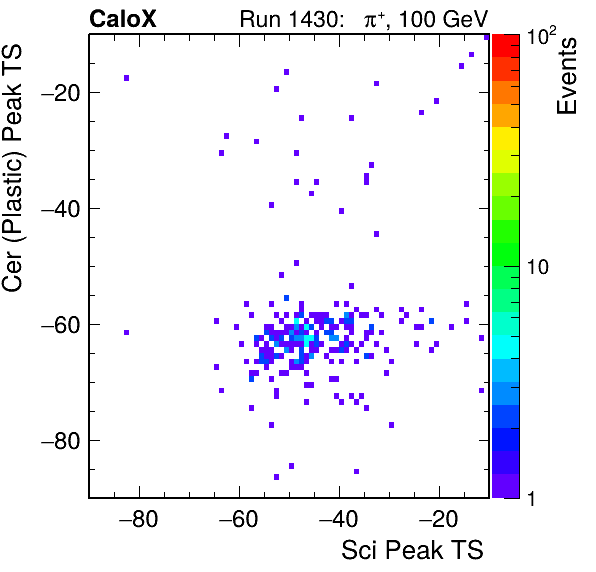 CaloX Run 1430: π⁺, 100 GeV
Cer (Plastic) Peak TS
−20
−40
−60
−80
−80 −60 −40 −20
Sci Peak TS
10²
10
1
Events